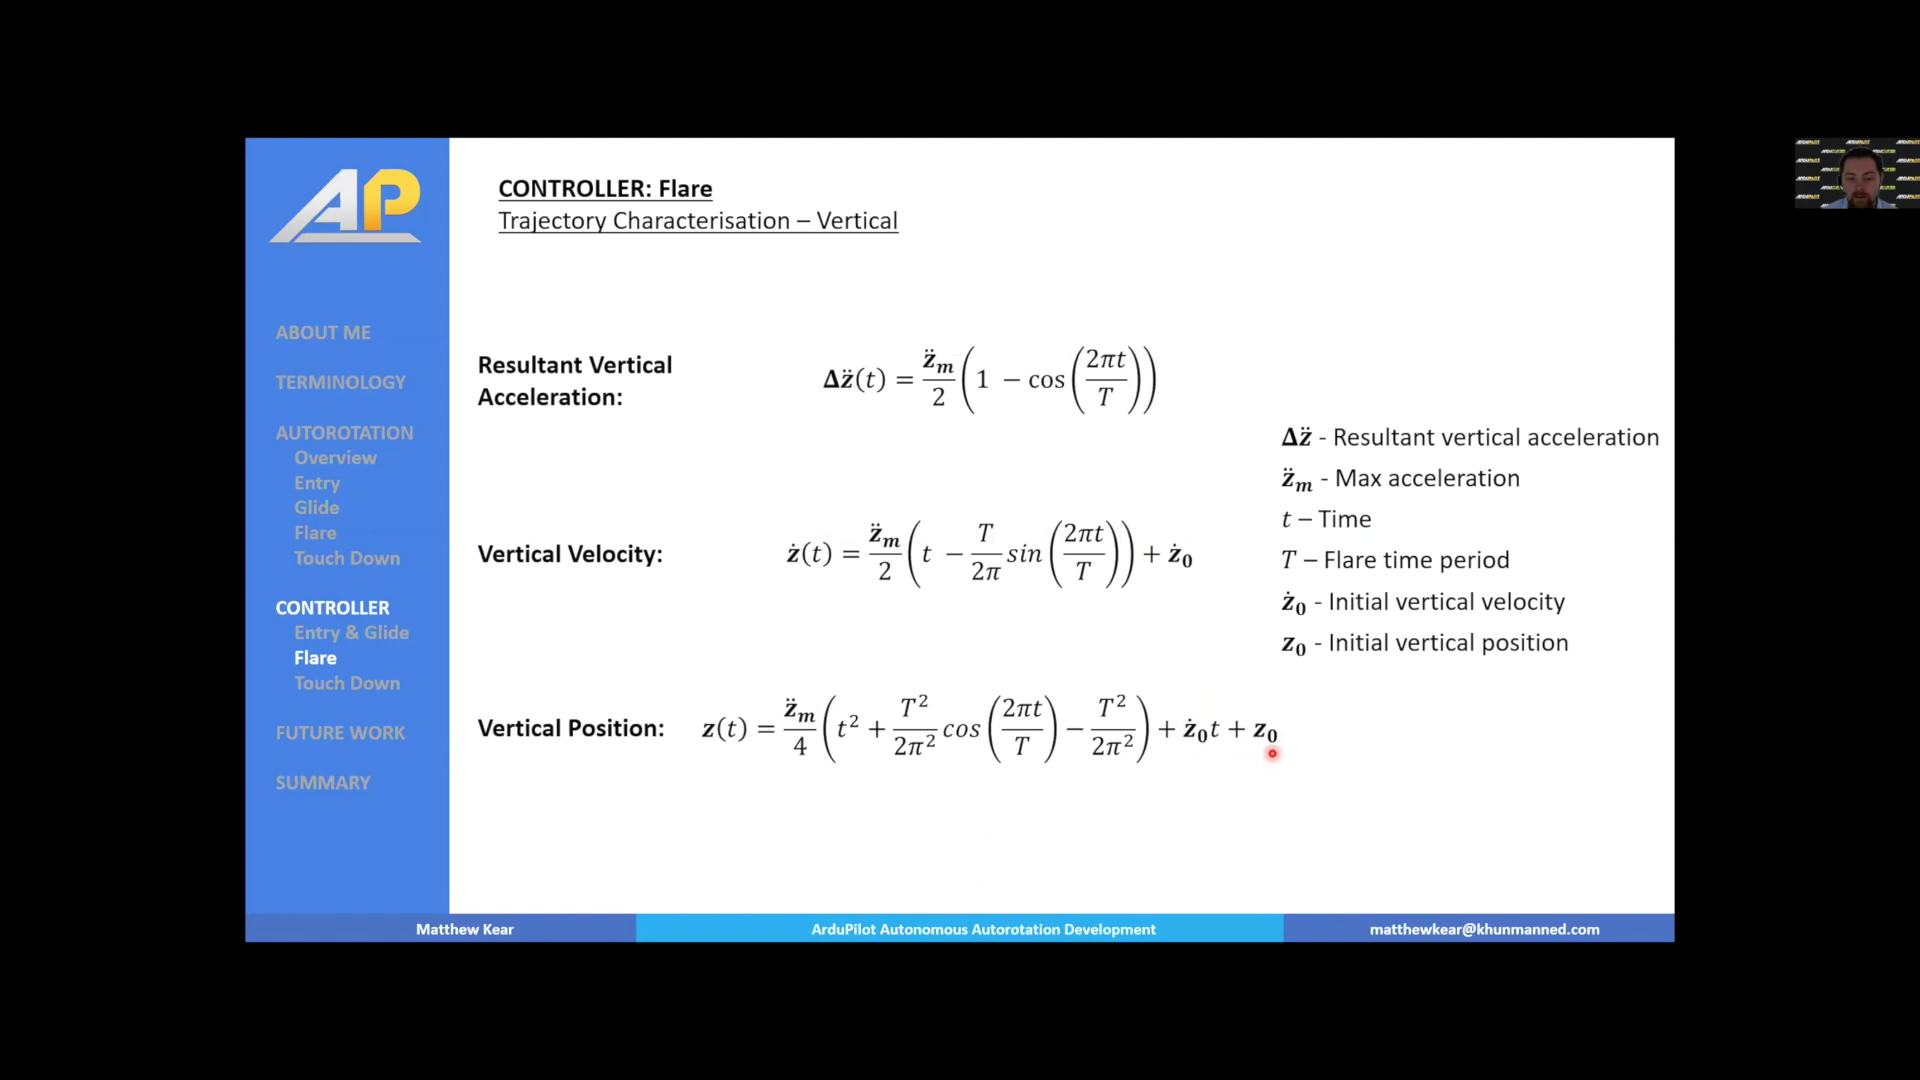 AP
CONTROLLER: Flare
Trajectory Characterisation – Vertical
ABOUT ME
TERMINOLOGY
AUTOROTATION
Overview
Entry
Glide
Flare
Touch Down
CONTROLLER
Entry & Glide
Flare
Touch Down
FUTURE WORK
SUMMARY
Resultant Vertical
Acceleration:
Δz̈(t) = z̈ₘ/2 (1 − cos(2πt/T))
Vertical Velocity:
ż(t) = z̈ₘ/2 (t − T/2π sin(2πt/T)) + ż₀
Vertical Position:
z(t) = z̈ₘ/4 (t² + T²/2π² cos(2πt/T) − T²/2π²) + ż₀t + z₀
Δz̈ - Resultant vertical acceleration
z̈ₘ - Max acceleration
t – Time
T – Flare time period
ż₀ - Initial vertical velocity
z₀ - Initial vertical position
Matthew Kear
ArduPilot Autonomous Autorotation Development
matthewkear@khunmanned.com